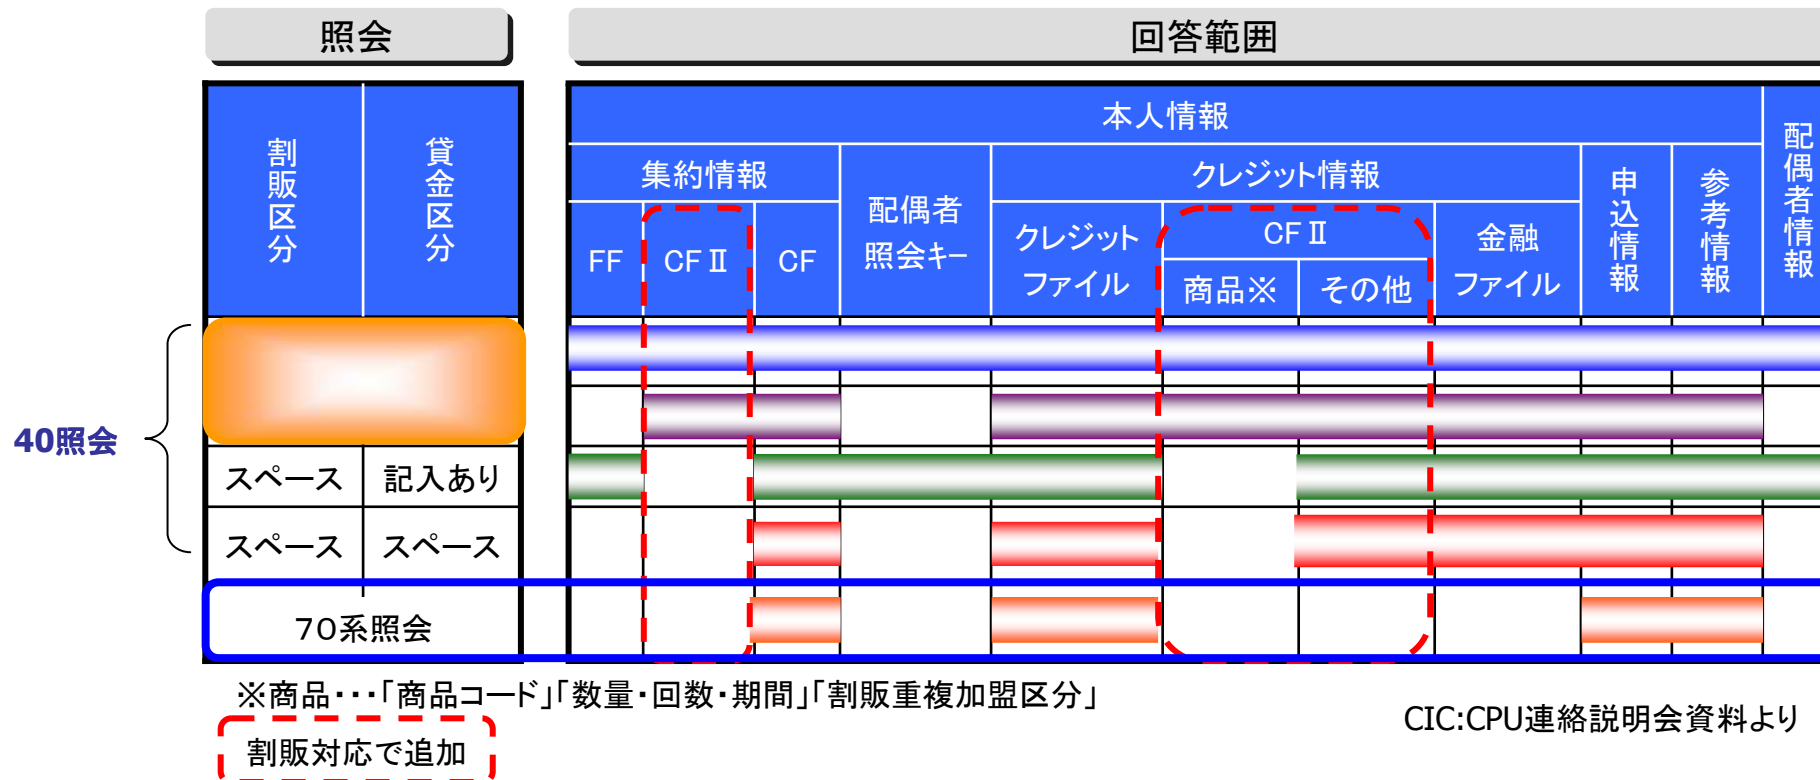 照会
回答範囲
割販区分
貸金区分
本人情報
配偶者情報
集約情報
配偶者
照会キー
クレジット情報
申込情報
参考情報
FF
CFⅡ
CF
クレジット
ファイル
CFⅡ
商品※
その他
金融
ファイル
40照会
スペース
記入あり
スペース
スペース
70系照会
※商品・・・「商品コード」「数量・回数・期間」「割販重複加盟区分」
割販対応で追加
CIC:CPU連絡説明会資料より